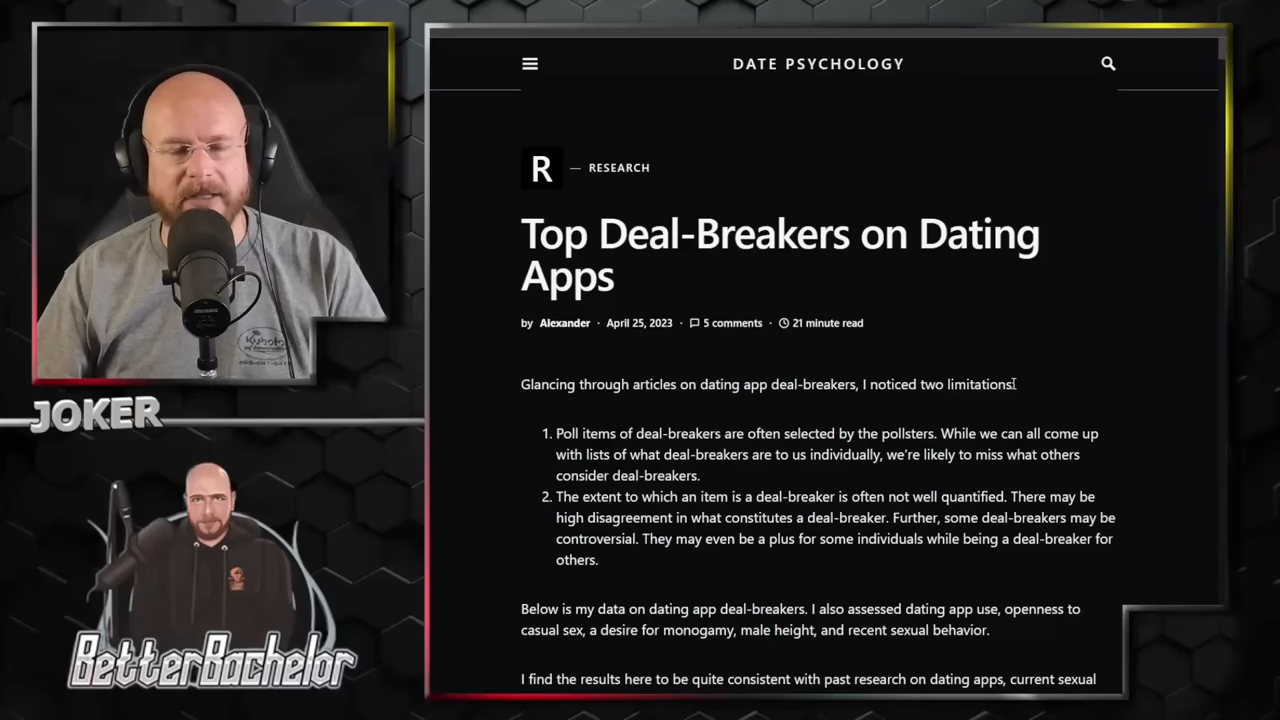 DATE PSYCHOLOGY
R — RESEARCH
Top Deal-Breakers on Dating
Apps
by Alexander · April 25, 2023 · 5 comments · 21 minute read
Glancing through articles on dating app deal-breakers, I noticed two limitations:
1. Poll items of deal-breakers are often selected by the pollsters. While we can all come up
with lists of what deal-breakers are to us individually, we're likely to miss what others
consider deal-breakers.
2. The extent to which an item is a deal-breaker is often not well quantified. There may be
high disagreement in what constitutes a deal-breaker. Further, some deal-breakers may be
controversial. They may even be a plus for some individuals while being a deal-breaker for
others.
Below is my data on dating app deal-breakers. I also assessed dating app use, openness to
casual sex, a desire for monogamy, male height, and recent sexual behavior.
I find the results here to be quite consistent with past research on dating apps, current sexual
Kubota
JOKER
BetterBachelor